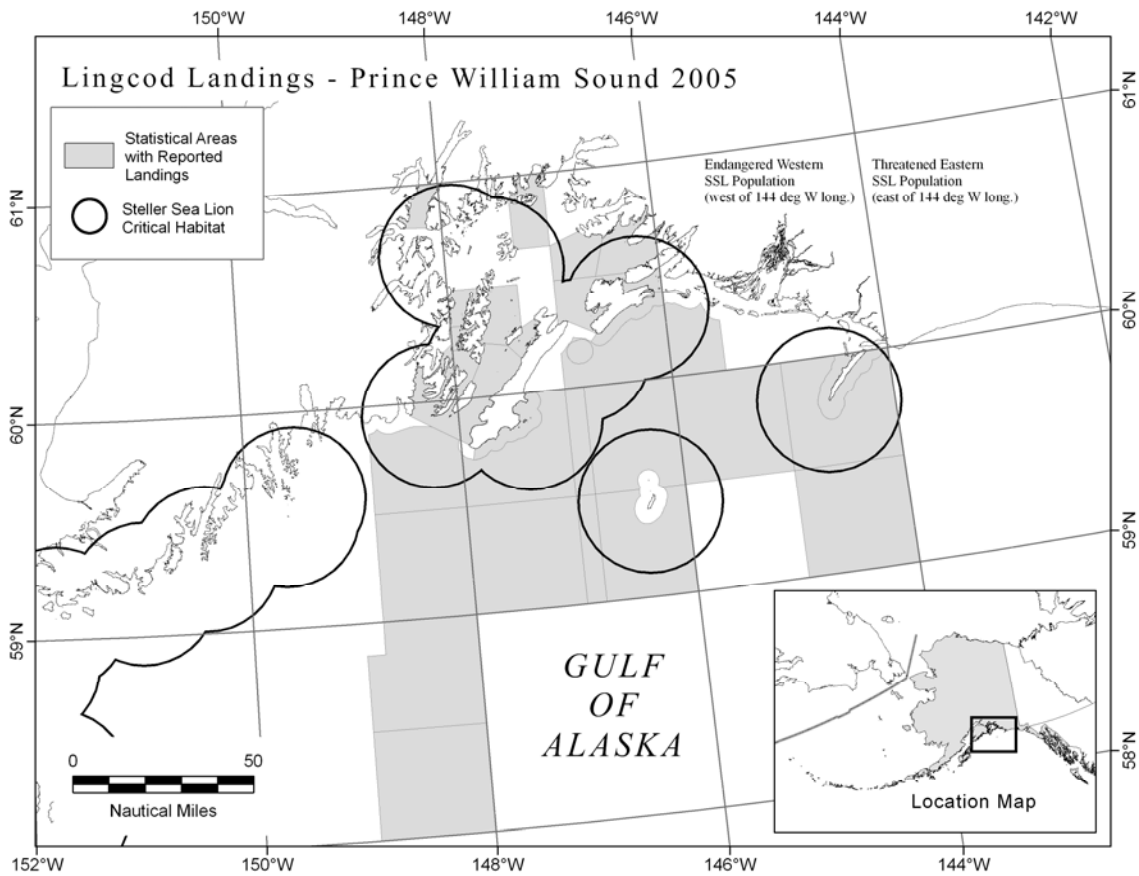 150°W 148°W 146°W 144°W 142°W
Lingcod Landings - Prince William Sound 2005
Statistical Areas
with Reported
Landings
Steller Sea Lion
Critical Habitat
Endangered Western
SSL Population
(west of 144 deg W long.)
Threatened Eastern
SSL Population
(east of 144 deg W long.)
61°N
60°N
59°N
61°N
60°N
59°N
58°N
GULF
OF
ALASKA
0 50
Nautical Miles
Location Map
152°W 150°W 148°W 146°W 144°W